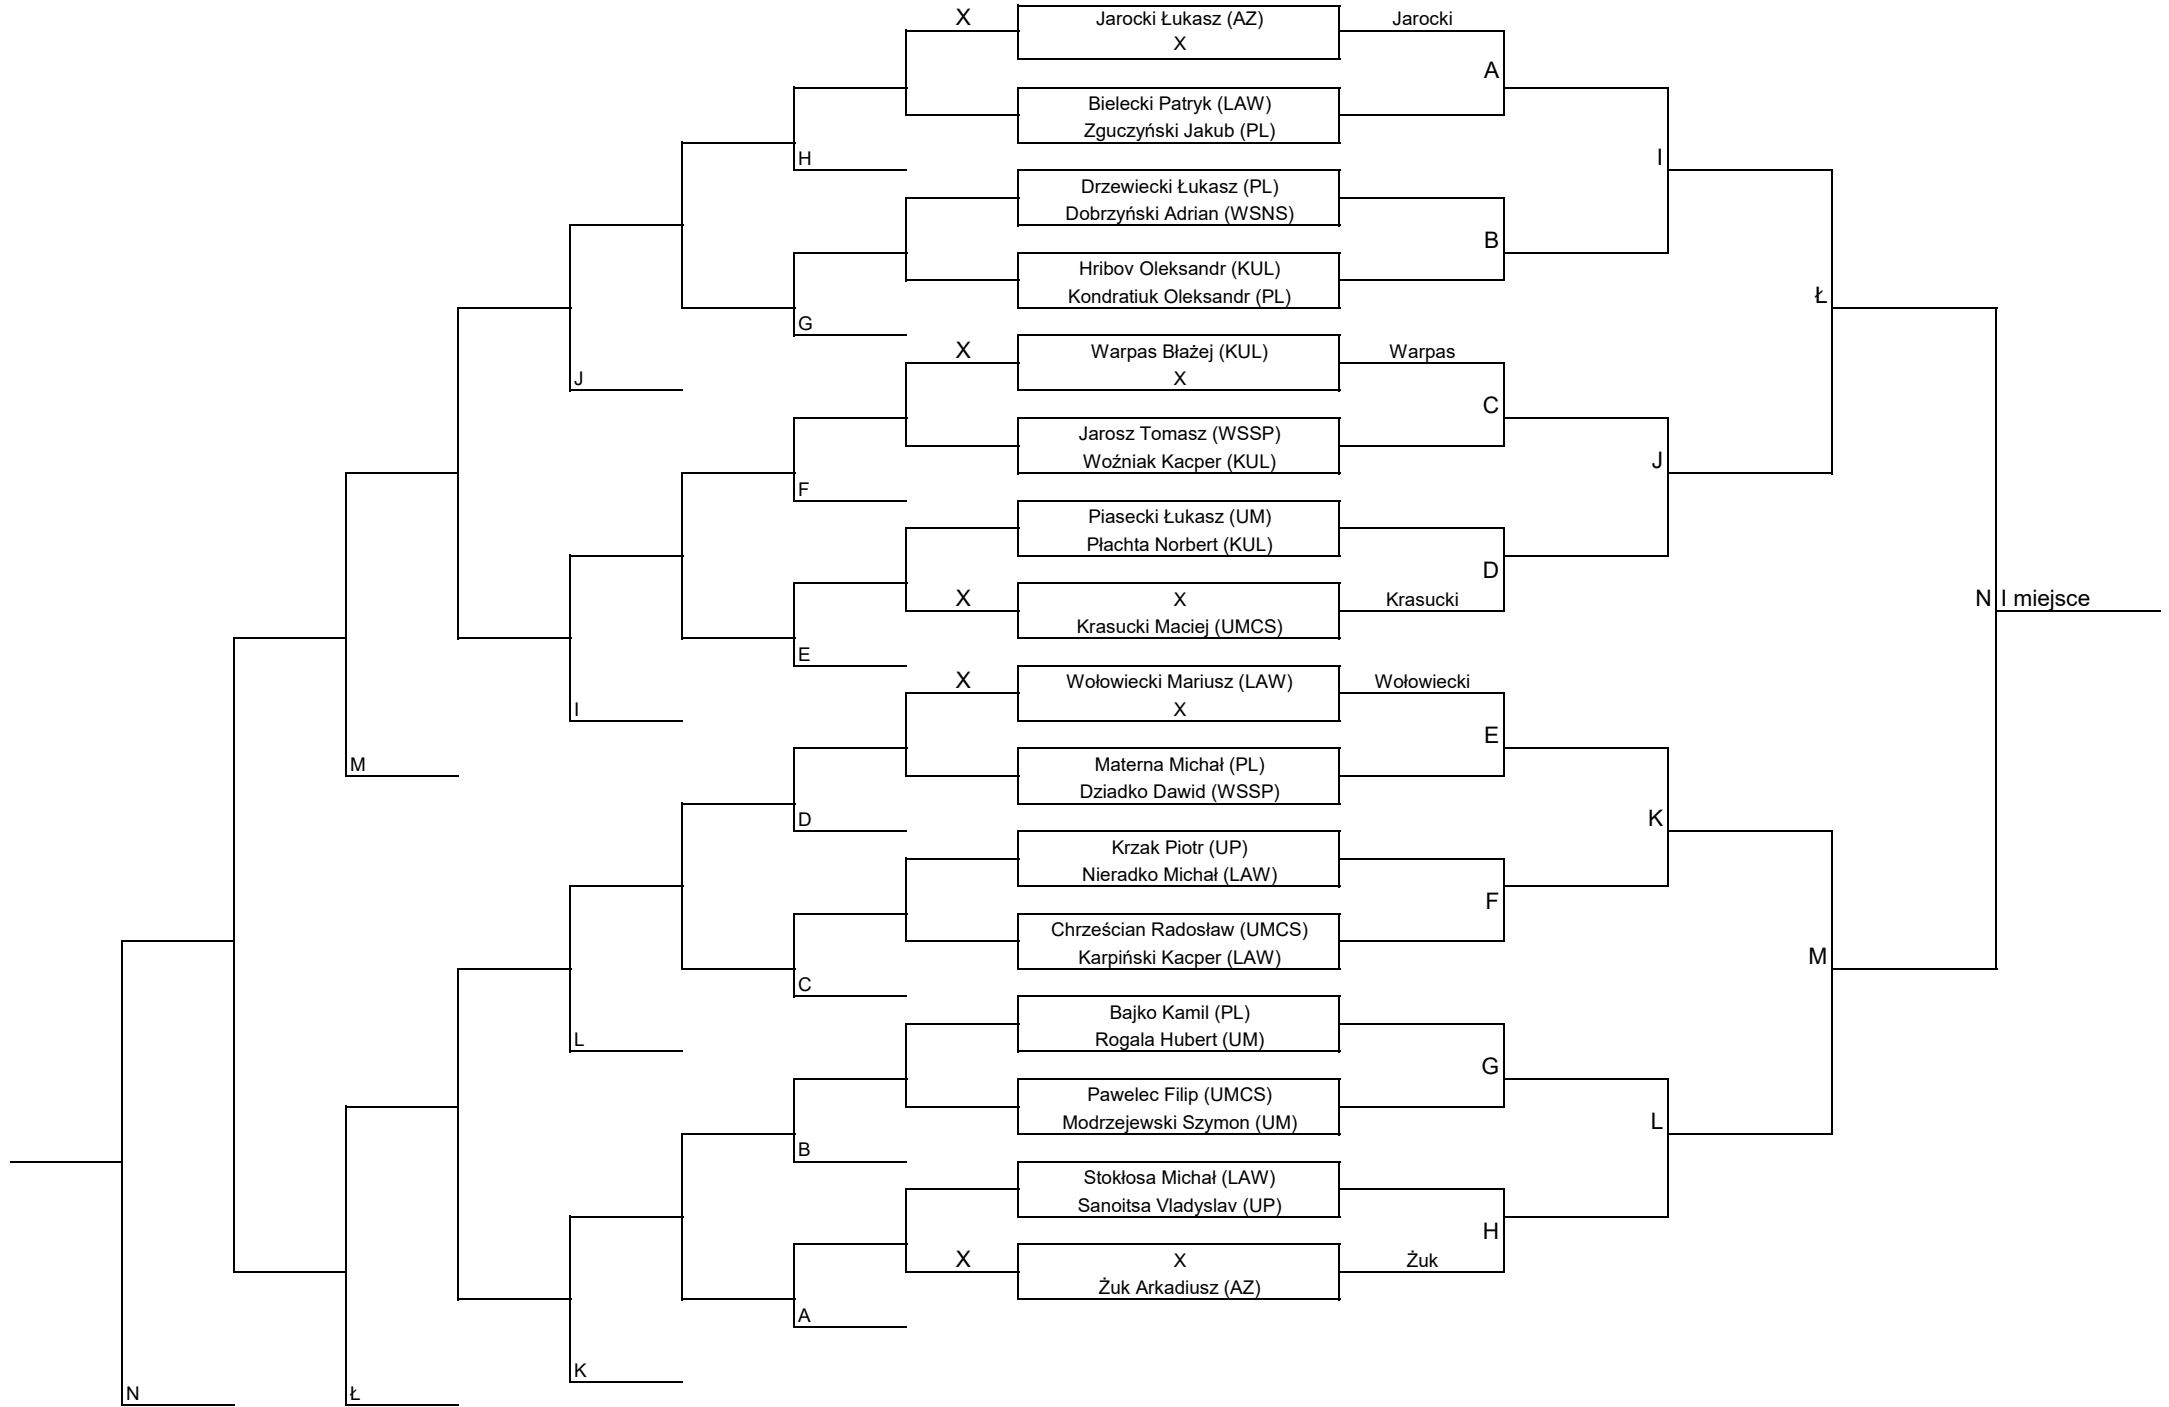 X Jarocki Łukasz (AZ) Jarocki
X
A
Bielecki Patryk (LAW)
Zguczyński Jakub (PL)
H I
Drzewiecki Łukasz (PL)
Dobrzyński Adrian (WSNS)
B
Hribov Oleksandr (KUL)
Kondratiuk Oleksandr (PL) Ł
G
X Warpas Błażej (KUL) Warpas
J X
C
Jarosz Tomasz (WSSP)
Woźniak Kacper (KUL) J
F
Piasecki Łukasz (UM)
Płachta Norbert (KUL)
D
X X Krasucki N I miejsce
Krasucki Maciej (UMCS)
E
X Wołowiecki Mariusz (LAW) Wołowiecki
I X
E
M Materna Michał (PL)
Dziadko Dawid (WSSP)
D K
Krzak Piotr (UP)
Nieradko Michał (LAW)
F
Chrześcian Radosław (UMCS)
Karpiński Kacper (LAW) M
C
Bajko Kamil (PL)
L Rogala Hubert (UM)
G
Pawelec Filip (UMCS)
Modrzejewski Szymon (UM) L
B
Stokłosa Michał (LAW)
Sanoitsa Vladyslav (UP)
H
X X Żuk
Żuk Arkadiusz (AZ)
A
K
N Ł